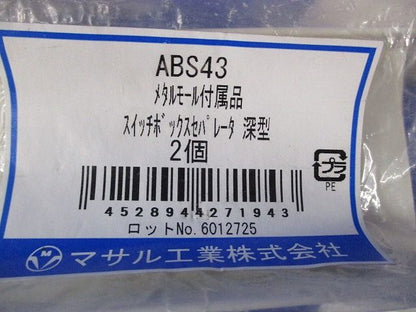 ABS43
ﾒﾀﾙﾓｰﾙ付属品
ｽｲｯﾁﾎﾞｯｸｽｾﾊﾟﾚｰﾀ 深型
2個
プラ
PE
4528944271943
ロットNo.6012725
M マサル工業株式会社